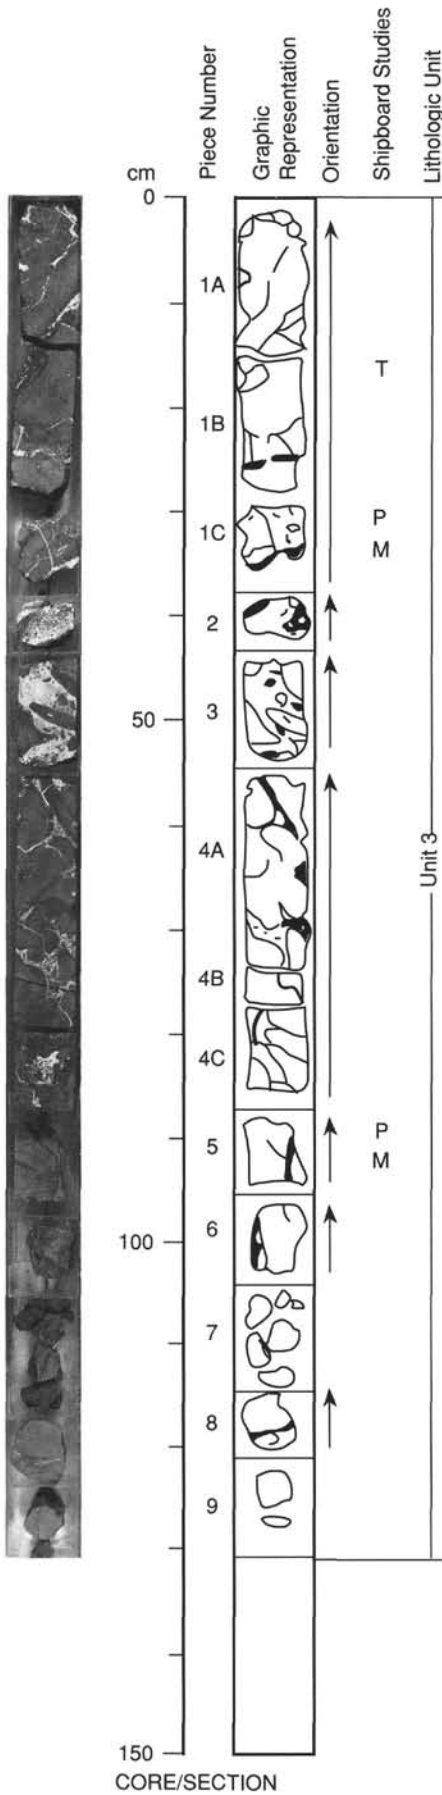 cm
Piece Number
Graphic
Representation
Orientation
Shipboard Studies
Lithologic Unit
0
1A
T
1B
1C
P
M
2
50
3
4A
Unit 3
4B
4C
5
P
M
6
100
7
8
9
150
CORE/SECTION